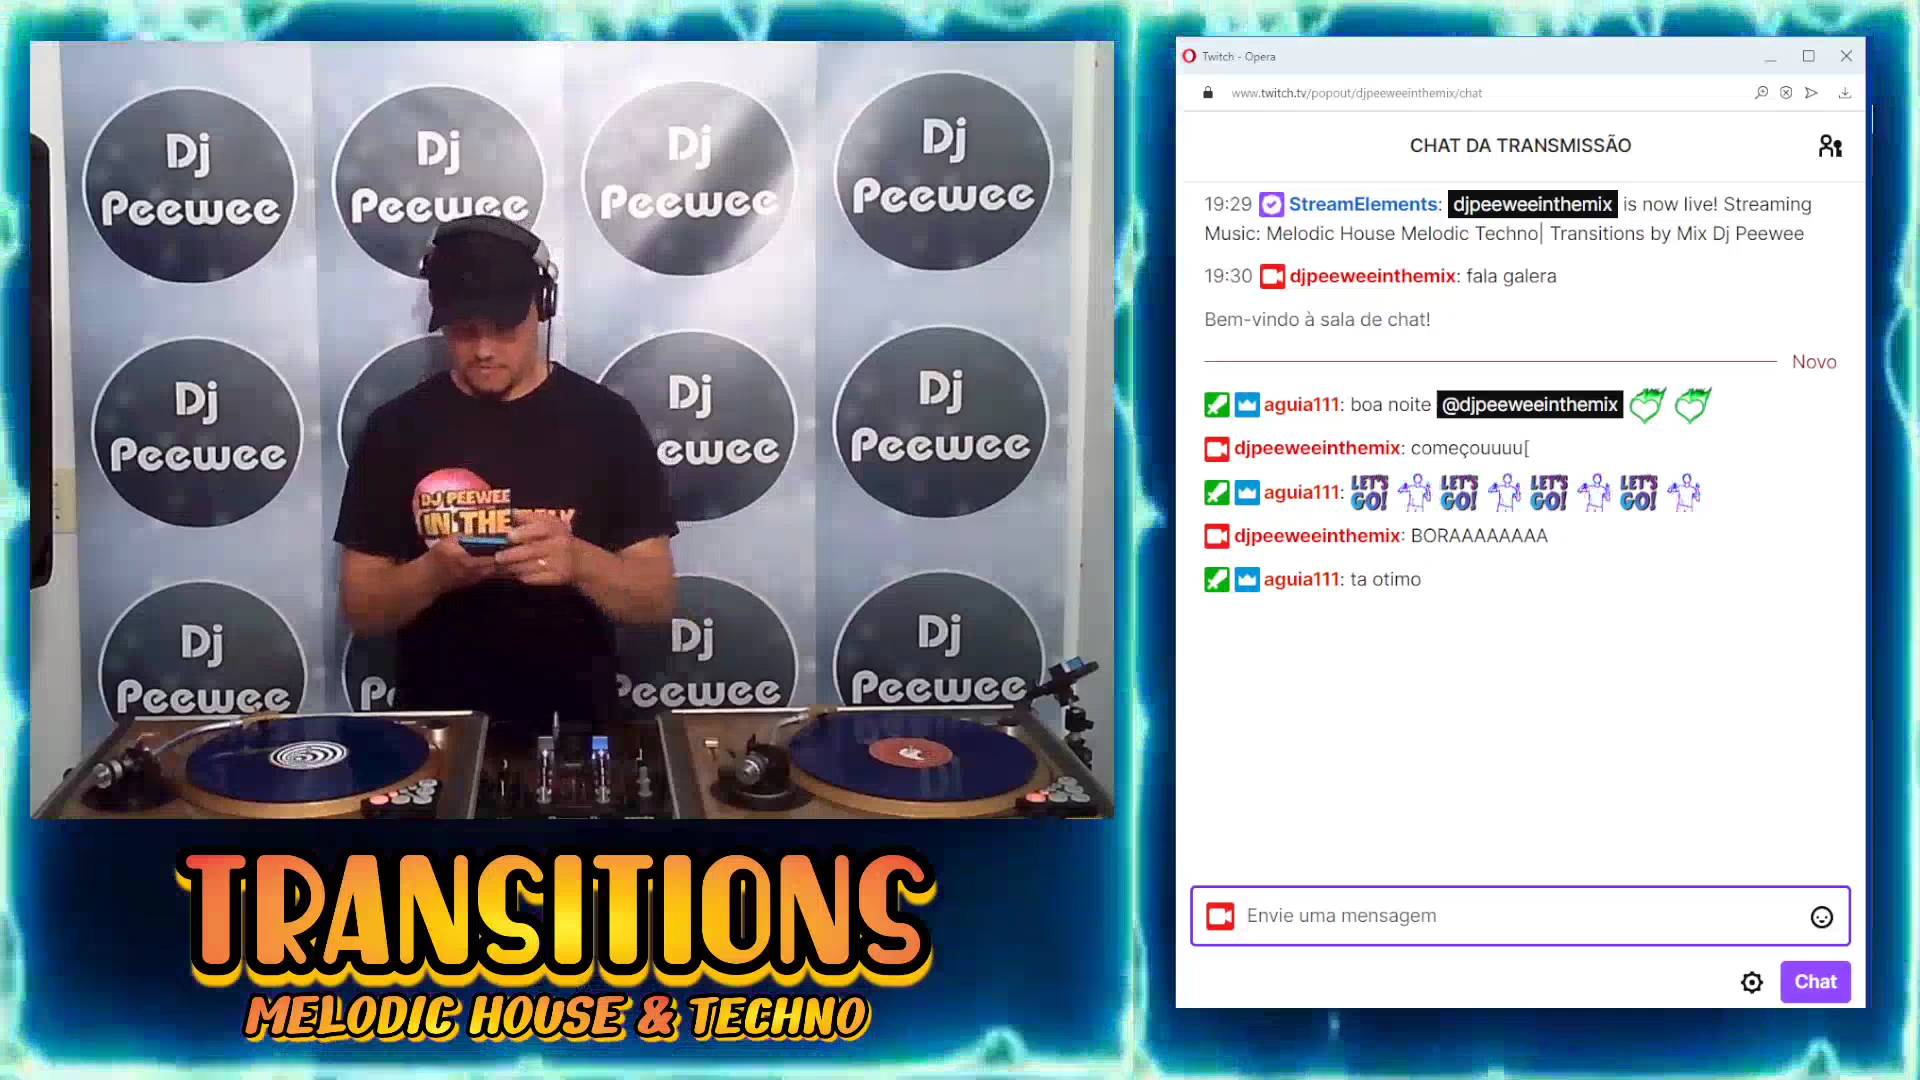 Dj Peewee
Dj Peewee
Dj Peewee
Dj Peewee
Dj Peewee
Dj
ewee
Dj Peewee
Dj Peewee
Dj
Peewee
Dj Peewee
DJ PEEWEE
IN THE
TRANSITIONS
MELODIC HOUSE & TECHNO
Twitch - Opera
www.twitch.tv/popout/djpeeweeinthemix/chat
CHAT DA TRANSMISSÃO
19:29 StreamElements: djpeeweeinthemix is now live! Streaming
Music: Melodic House Melodic Techno| Transitions by Mix Dj Peewee
19:30 djpeeweeinthemix: fala galera
Bem-vindo à sala de chat!
Novo
aguia111: boa noite @djpeeweeinthemix
djpeeweeinthemix: começouuuu[
aguia111: LET'S GO! LET'S GO! LET'S GO! LET'S GO!
djpeeweeinthemix: BORAAAAAAAA
aguia111: ta otimo
Envie uma mensagem
Chat